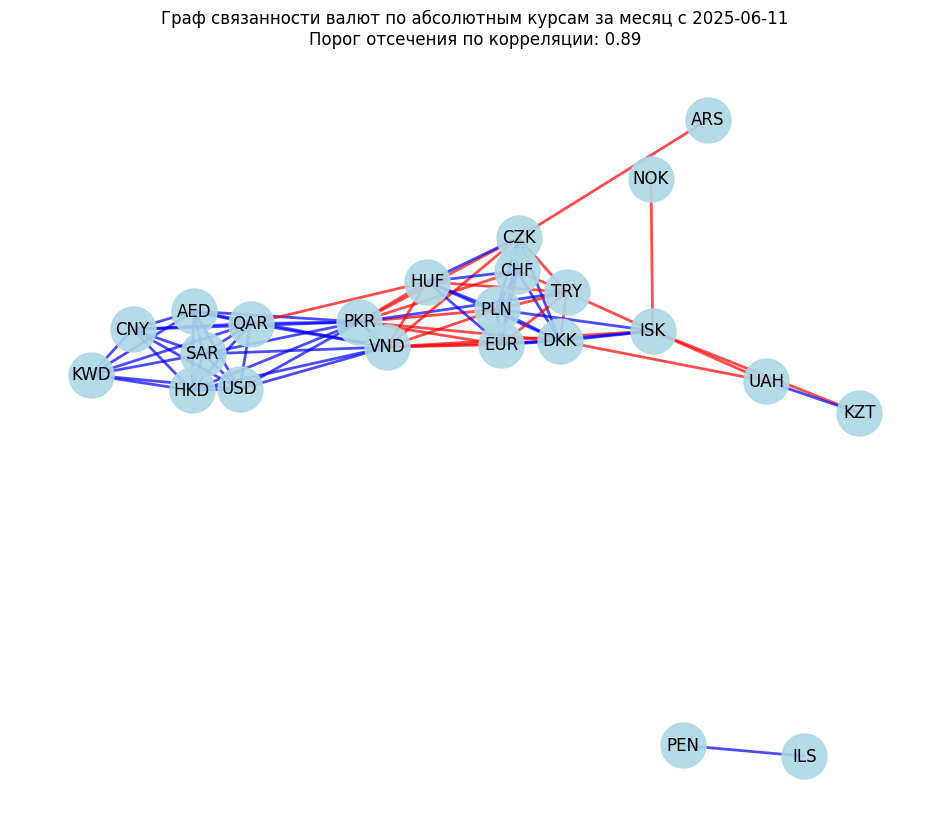 Граф связанности валют по абсолютным курсам за месяц с 2025-06-11
Порог отсечения по корреляции: 0.89
ARS
NOK
CZK
CHF
HUF
TRY
PLN
AED
QAR
PKR
CNY
ISK
DKK
EUR
VND
SAR
KWD
UAH
USD
HKD
KZT
PEN
ILS